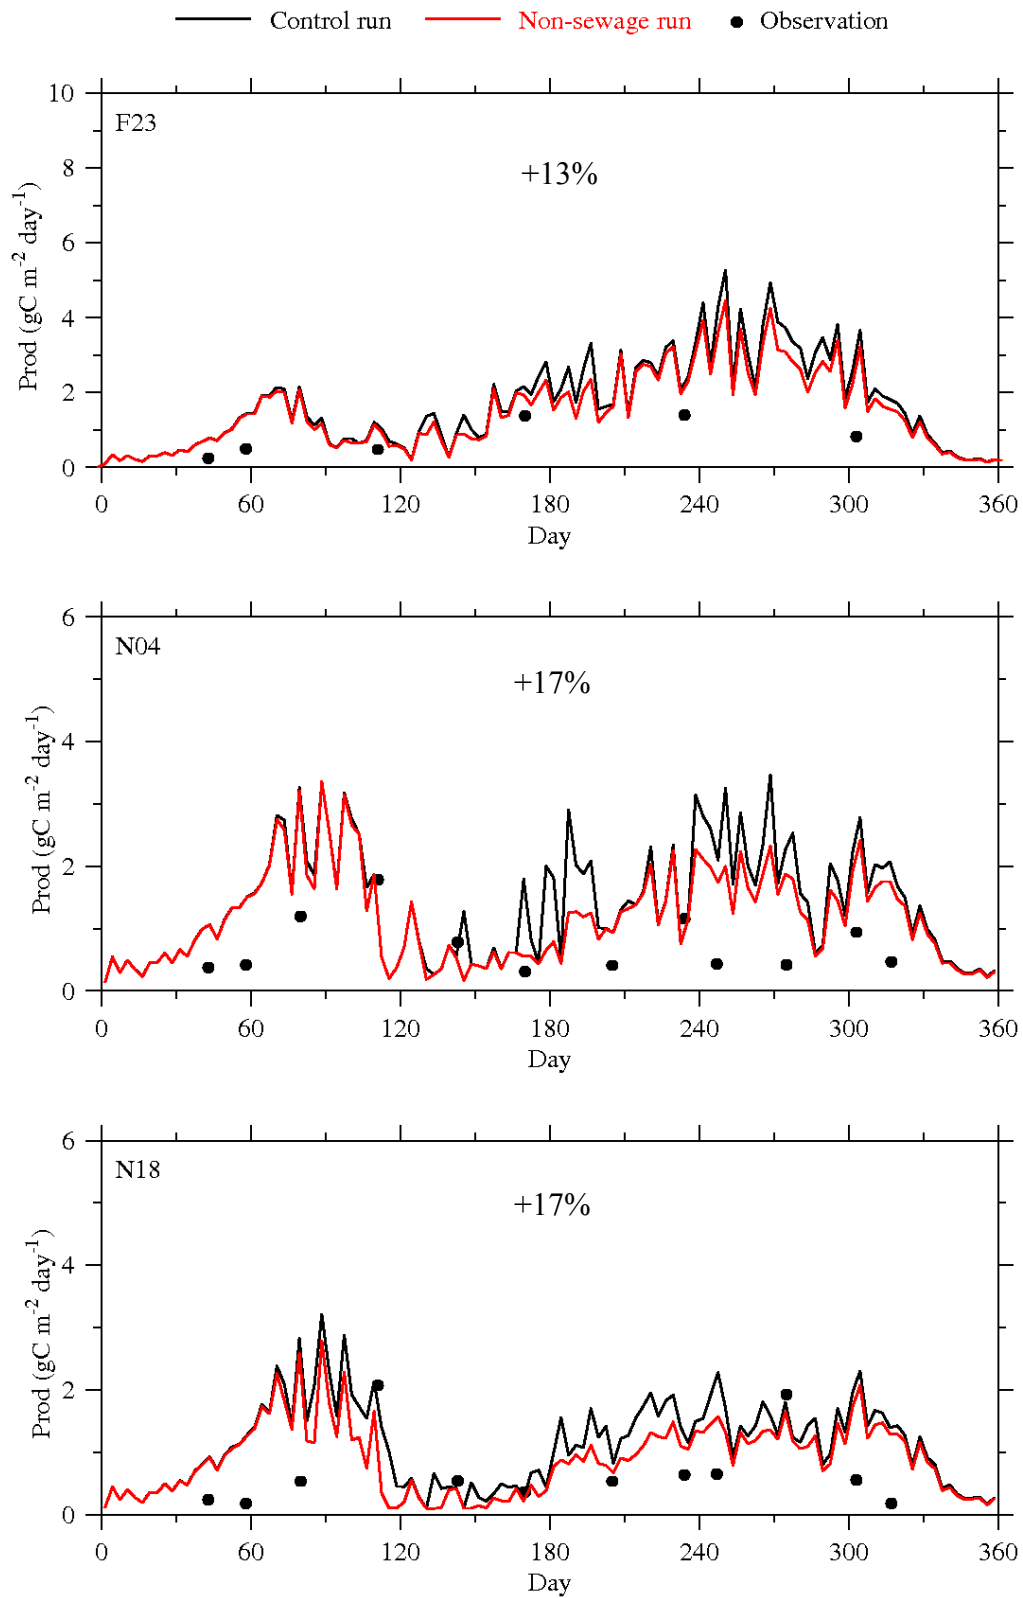 Control run Non-sewage run Observation
F23
+13%
Prod (gC m-2 day-1)
10
8
6
4
2
0
0 60 120 180 240 300 360
Day
N04
+17%
Prod (gC m-2 day-1)
6
4
2
0
0 60 120 180 240 300 360
Day
N18
+17%
Prod (gC m-2 day-1)
6
4
2
0
0 60 120 180 240 300 360
Day